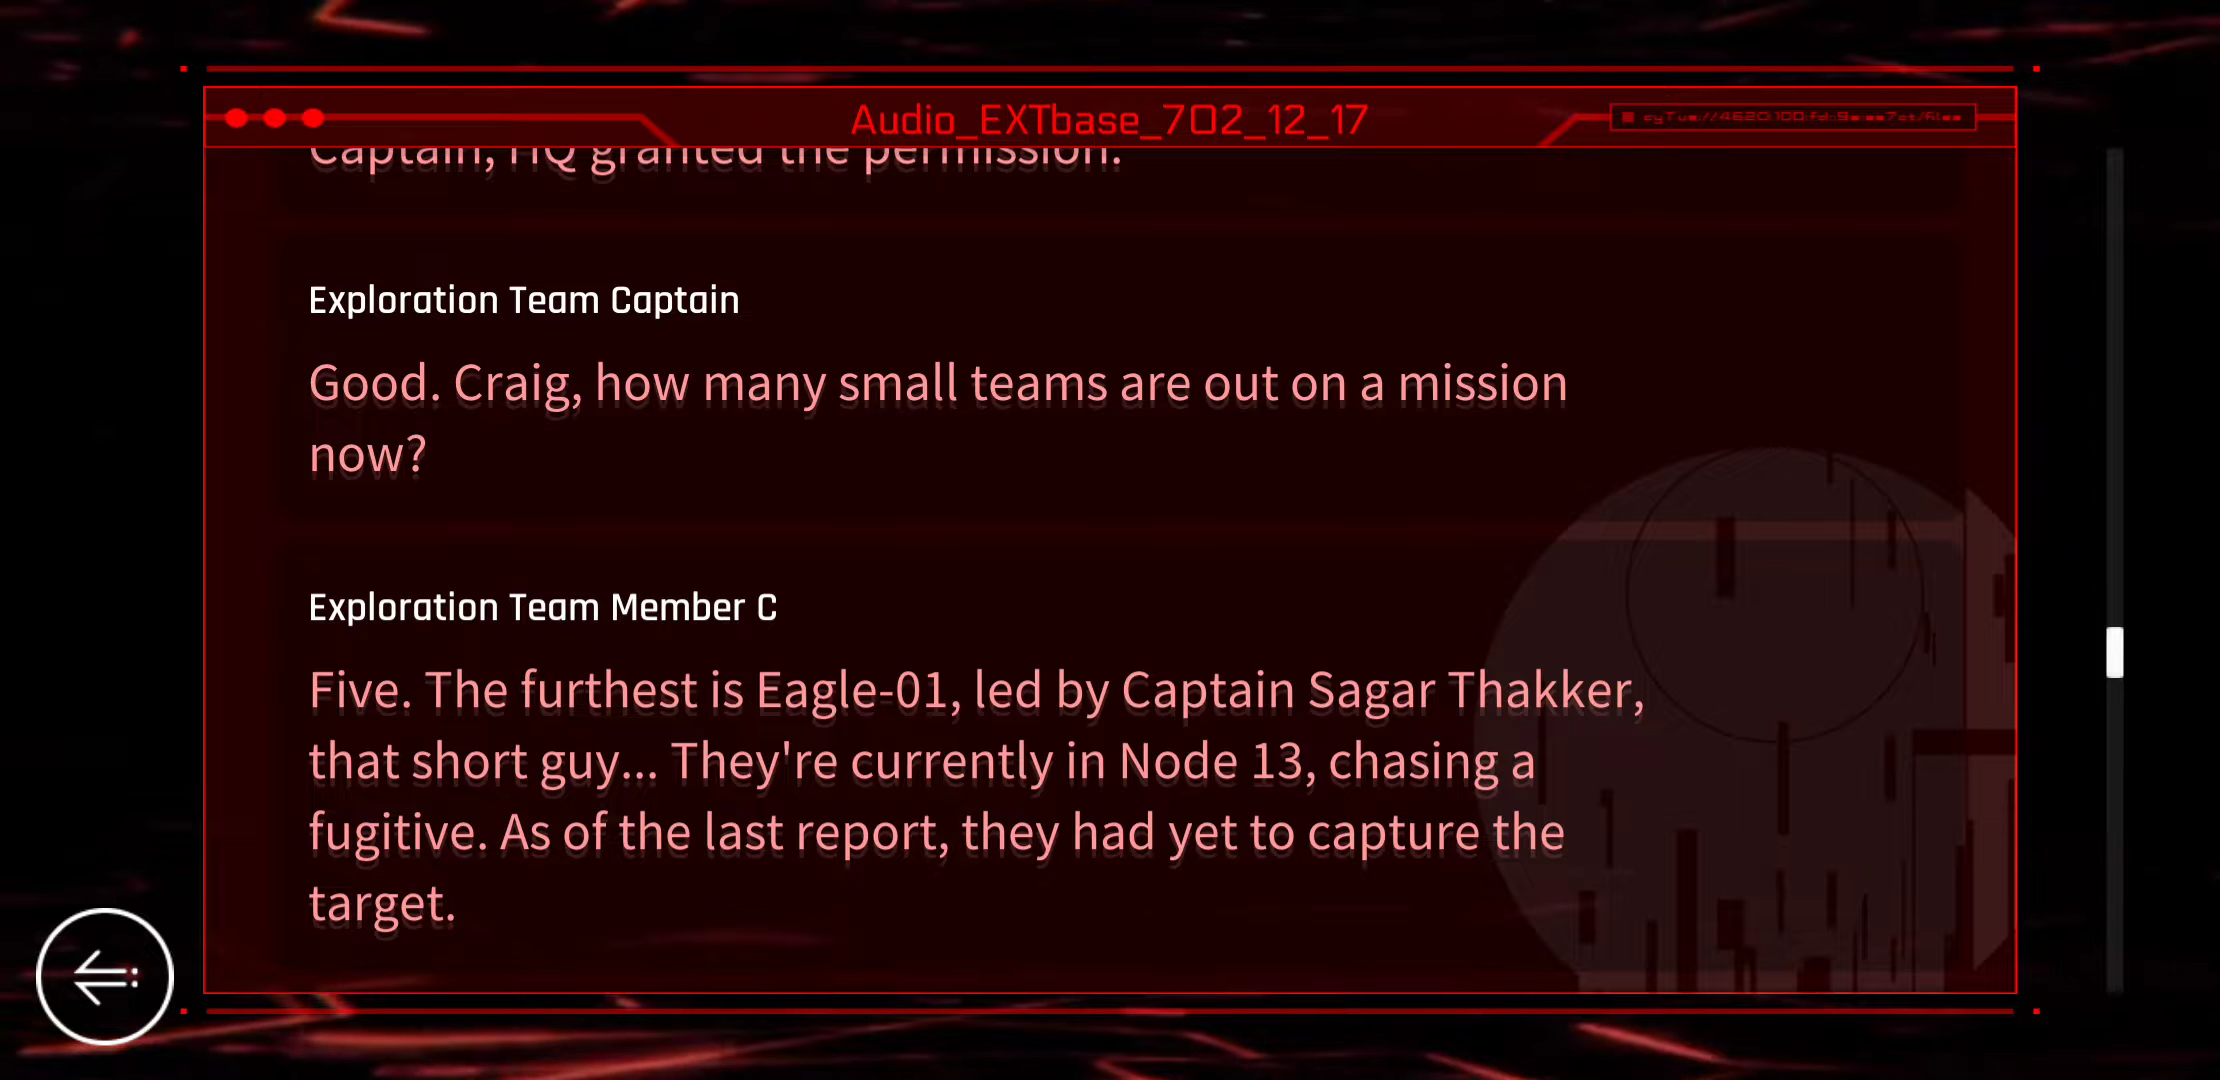 Audio_EXTbase_702_12_17
Captain, HQ granted the permission.
Exploration Team Captain
Good. Craig, how many small teams are out on a mission
now?
Exploration Team Member C
Five. The furthest is Eagle-01, led by Captain Sagar Thakker,
that short guy... They're currently in Node 13, chasing a
fugitive. As of the last report, they had yet to capture the
target.